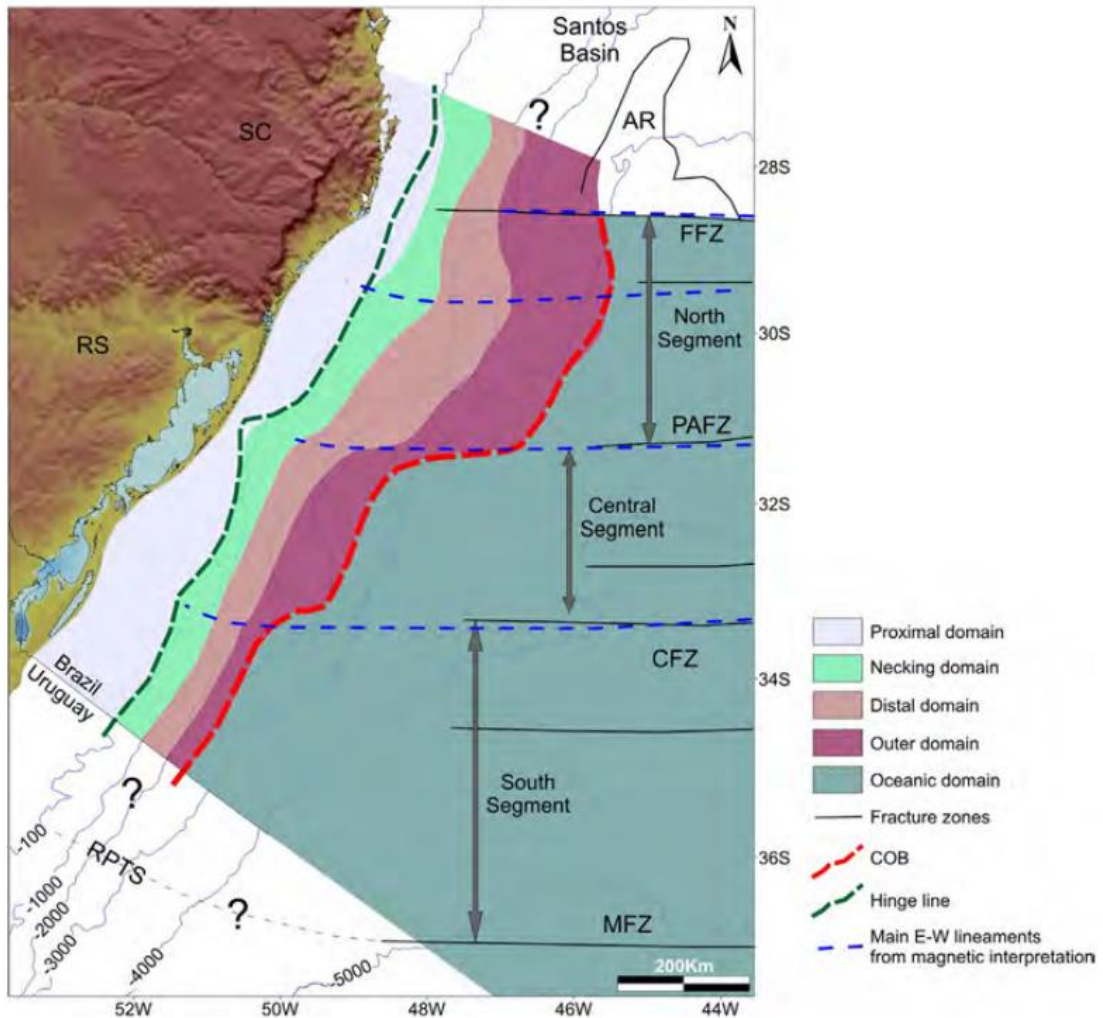 Santos
Basin
N
SC
?
AR
28S
FFZ
North
Segment
30S
RS
PAFZ
Central
Segment
32S
CFZ
34S
Brazil
Uruguay
?
South
Segment
-100
RPTS
36S
-1000
?
MFZ
-2000
-3000
-4000
-5000
200Km
52W
50W
48W
46W
44W
Proximal domain
Necking domain
Distal domain
Outer domain
Oceanic domain
Fracture zones
COB
Hinge line
Main E-W lineaments
from magnetic interpretation